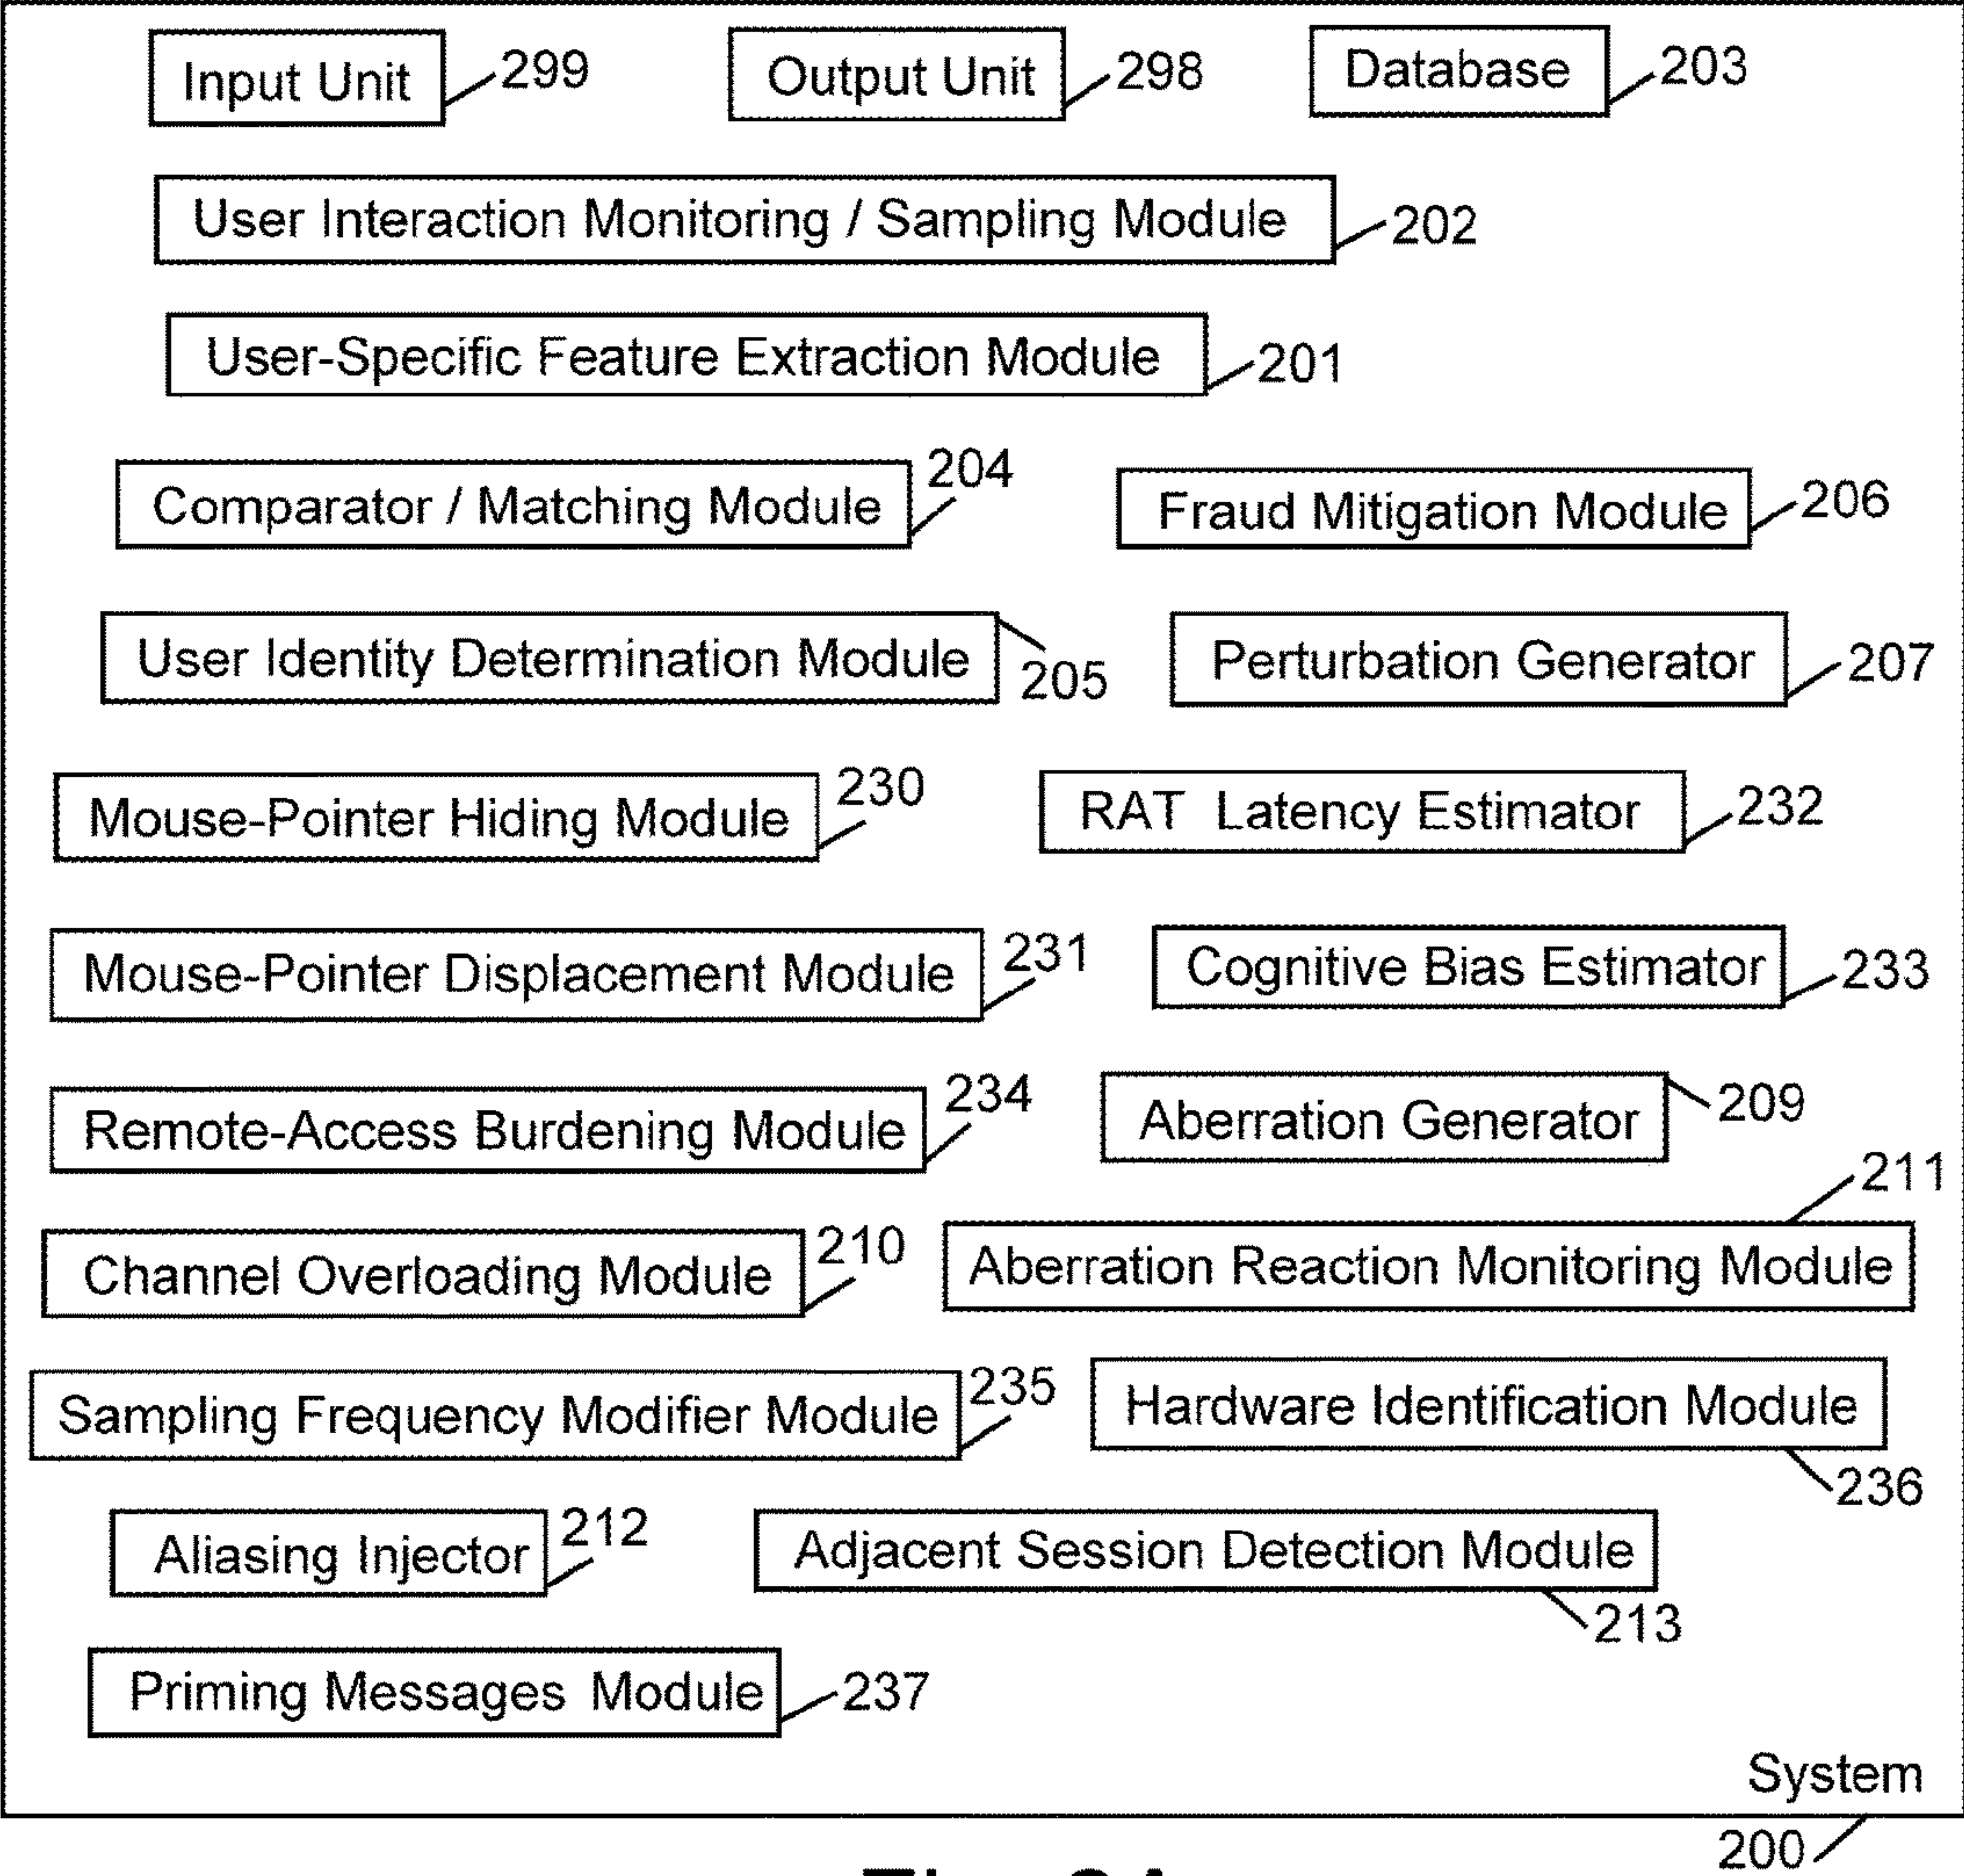 Input Unit 299 Output Unit 298 Database 203
User Interaction Monitoring / Sampling Module 202
User-Specific Feature Extraction Module 201
Comparator / Matching Module 204 Fraud Mitigation Module 206
User Identity Determination Module 205 Perturbation Generator 207
Mouse-Pointer Hiding Module 230 RAT Latency Estimator 232
Mouse-Pointer Displacement Module 231 Cognitive Bias Estimator 233
Remote-Access Burdening Module 234 Aberration Generator 209
Channel Overloading Module 210 Aberration Reaction Monitoring Module 211
Sampling Frequency Modifier Module 235 Hardware Identification Module 236
Aliasing Injector 212 Adjacent Session Detection Module 213
Priming Messages Module 237
System
200